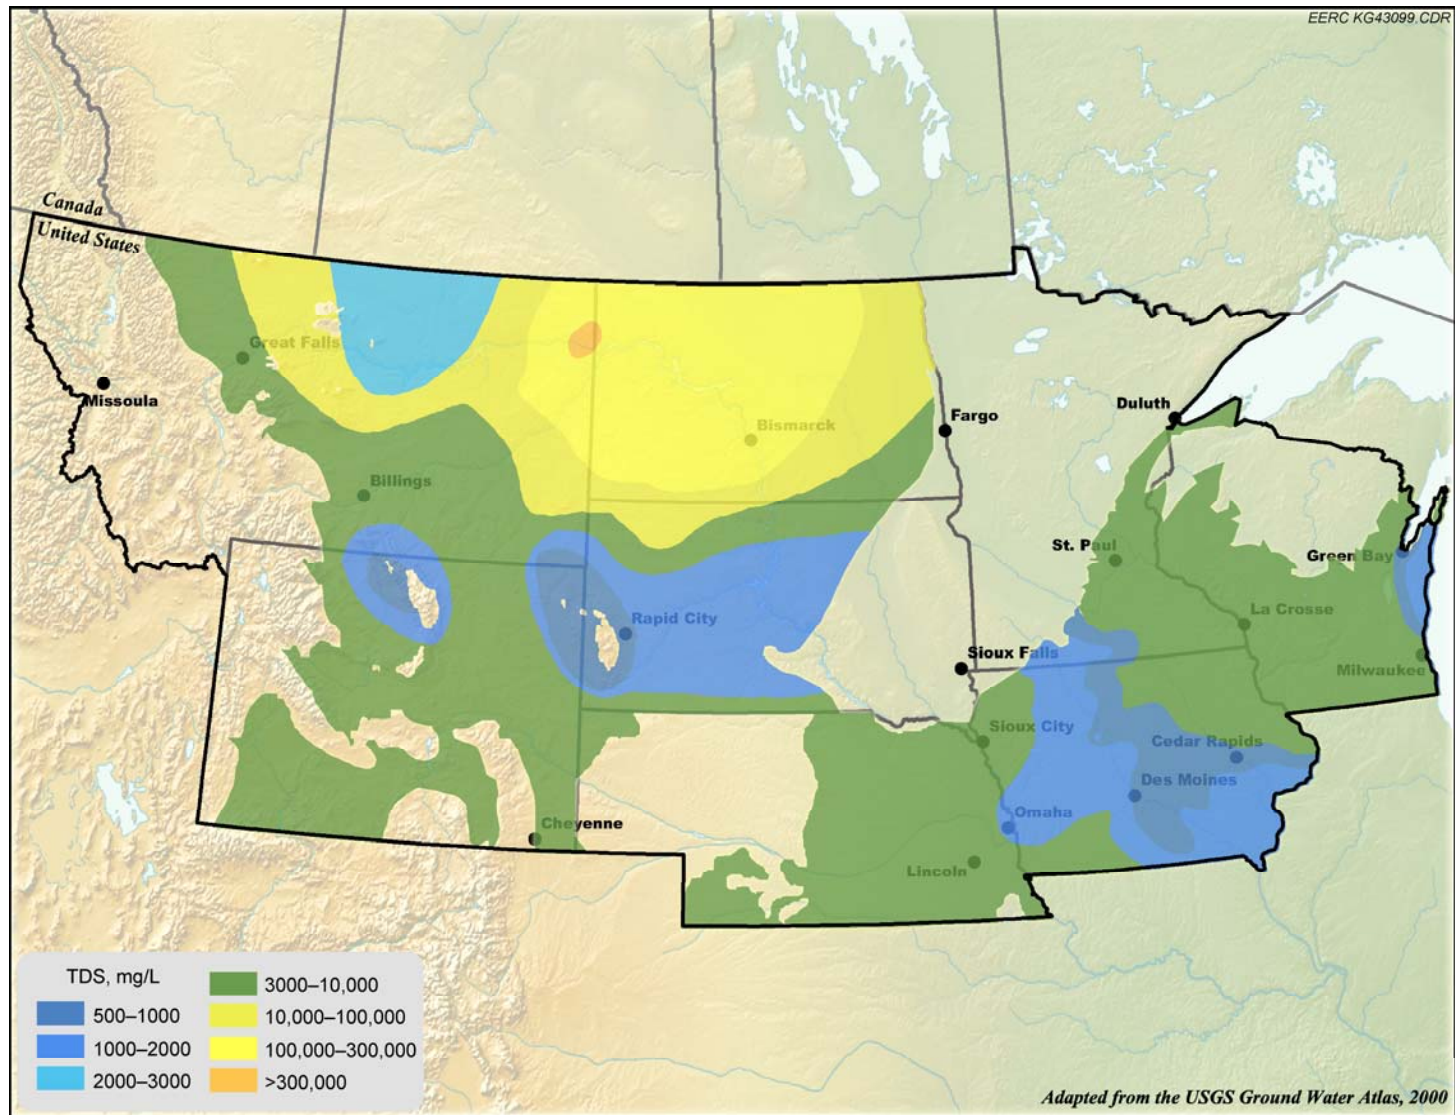 EERC KG43099.CDR
Canada
United States
Great Falls
Missoula
Billings
Bismarck
Fargo
Duluth
St. Paul
Green Bay
La Crosse
Rapid City
Sioux Falls
Milwaukee
Sioux City
Cedar Rapids
Des Moines
Cheyenne
Omaha
Lincoln
TDS, mg/L
500–1000
1000–2000
2000–3000
3000–10,000
10,000–100,000
100,000–300,000
>300,000
Adapted from the USGS Ground Water Atlas, 2000